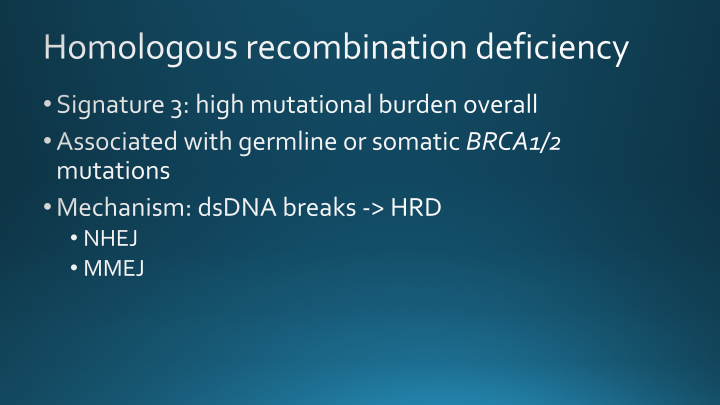 Homologous recombination deficiency
• Signature 3: high mutational burden overall
• Associated with germline or somatic BRCA1/2
mutations
• Mechanism: dsDNA breaks -> HRD
• NHEJ
• MMEJ